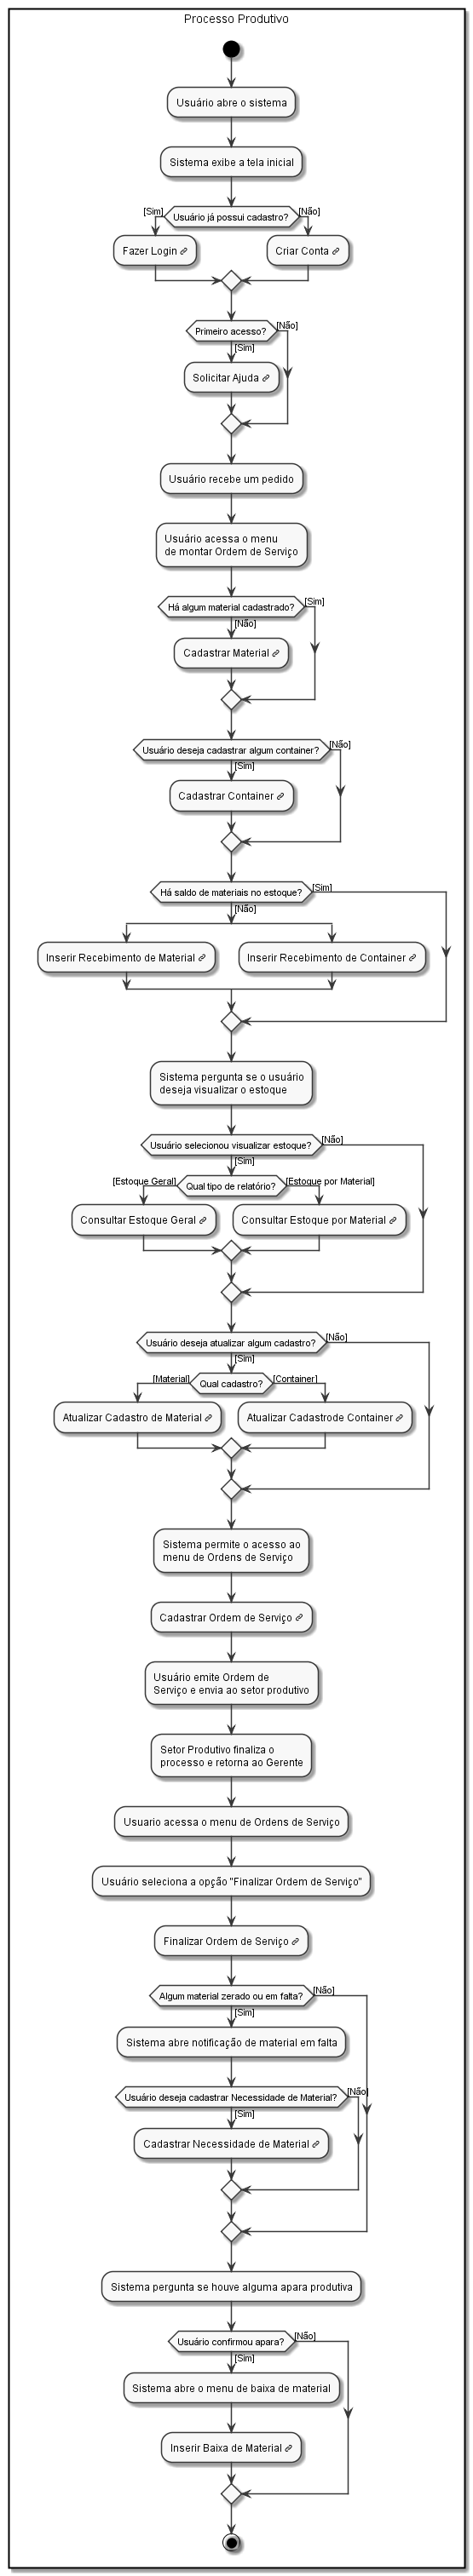 Processo Produtivo
Usuário abre o sistema
Sistema exibe a tela inicial
[Sim]
Usuário já possui cadastro?
[Não]
Fazer Login
Criar Conta
Primeiro acesso?
[Não]
[Sim]
Solicitar Ajuda
Usuário recebe um pedido
Usuário acessa o menu
de montar Ordem de Serviço
Há algum material cadastrado?
[Sim]
[Não]
Cadastrar Material
Usuário deseja cadastrar algum container?
[Não]
[Sim]
Cadastrar Container
Há saldo de materiais no estoque?
[Sim]
[Não]
Inserir Recebimento de Material
Inserir Recebimento de Container
Sistema pergunta se o usuário
deseja visualizar o estoque
Usuário selecionou visualizar estoque?
[Não]
[Sim]
[Estoque Geral]
Qual tipo de relatório?
[Estoque por Material]
Consultar Estoque Geral
Consultar Estoque por Material
Usuário deseja atualizar algum cadastro?
[Não]
[Sim]
[Material]
Qual cadastro?
[Container]
Atualizar Cadastro de Material
Atualizar Cadastrode Container
Sistema permite o acesso ao
menu de Ordens de Serviço
Cadastrar Ordem de Serviço
Usuário emite Ordem de
Serviço e envia ao setor produtivo
Setor Produtivo finaliza o
processo e retorna ao Gerente
Usuario acessa o menu de Ordens de Serviço
Usuário seleciona a opção "Finalizar Ordem de Serviço"
Finalizar Ordem de Serviço
Algum material zerado ou em falta?
[Não]
[Sim]
Sistema abre notificação de material em falta
Usuário deseja cadastrar Necessidade de Material?
[Não]
[Sim]
Cadastrar Necessidade de Material
Sistema pergunta se houve alguma apara produtiva
Usuário confirmou apara?
[Não]
[Sim]
Sistema abre o menu de baixa de material
Inserir Baixa de Material